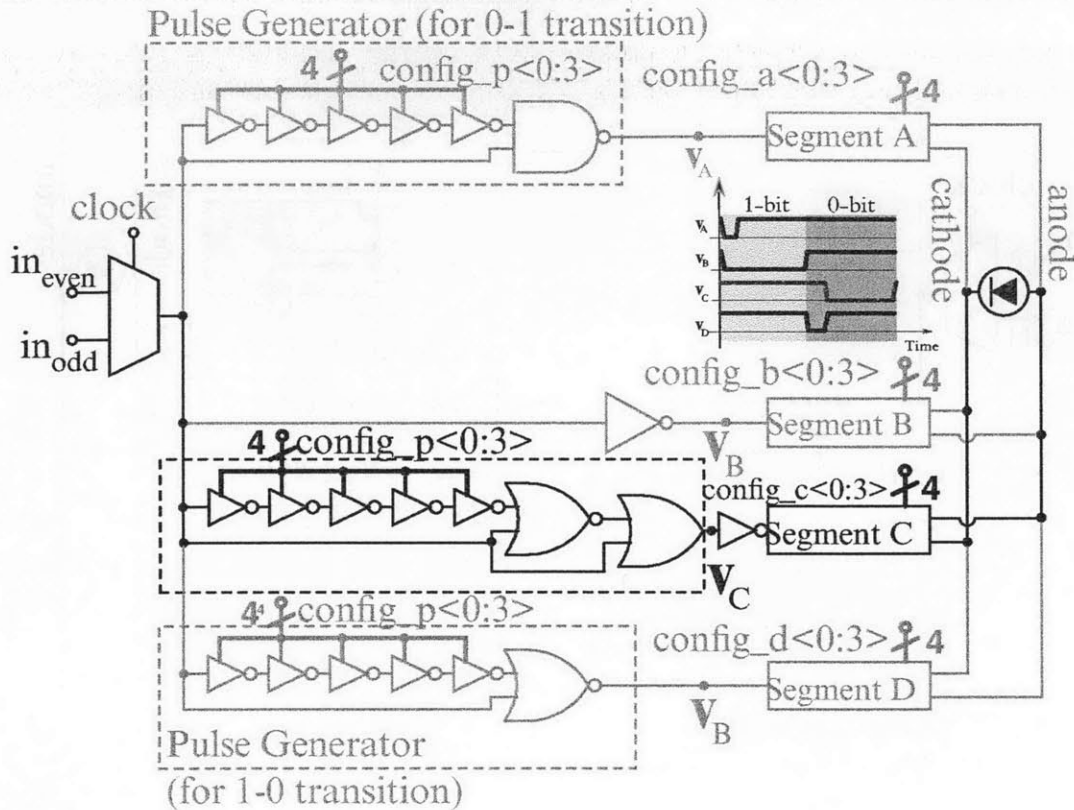 Pulse Generator (for 0-1 transition)
4 config_p<0:3>
config_a<0:3> 4
Segment A
V_A
clock
in_even
in_odd
1-bit 0-bit
V_A
V_B
V_C
V_D
Time
cathode
anode
config_b<0:3> 4
Segment B
V_B
4 config_p<0:3>
config_c<0:3> 4
Segment C
V_C
4 config_p<0:3>
config_d<0:3> 4
Segment D
V_B
Pulse Generator
(for 1-0 transition)